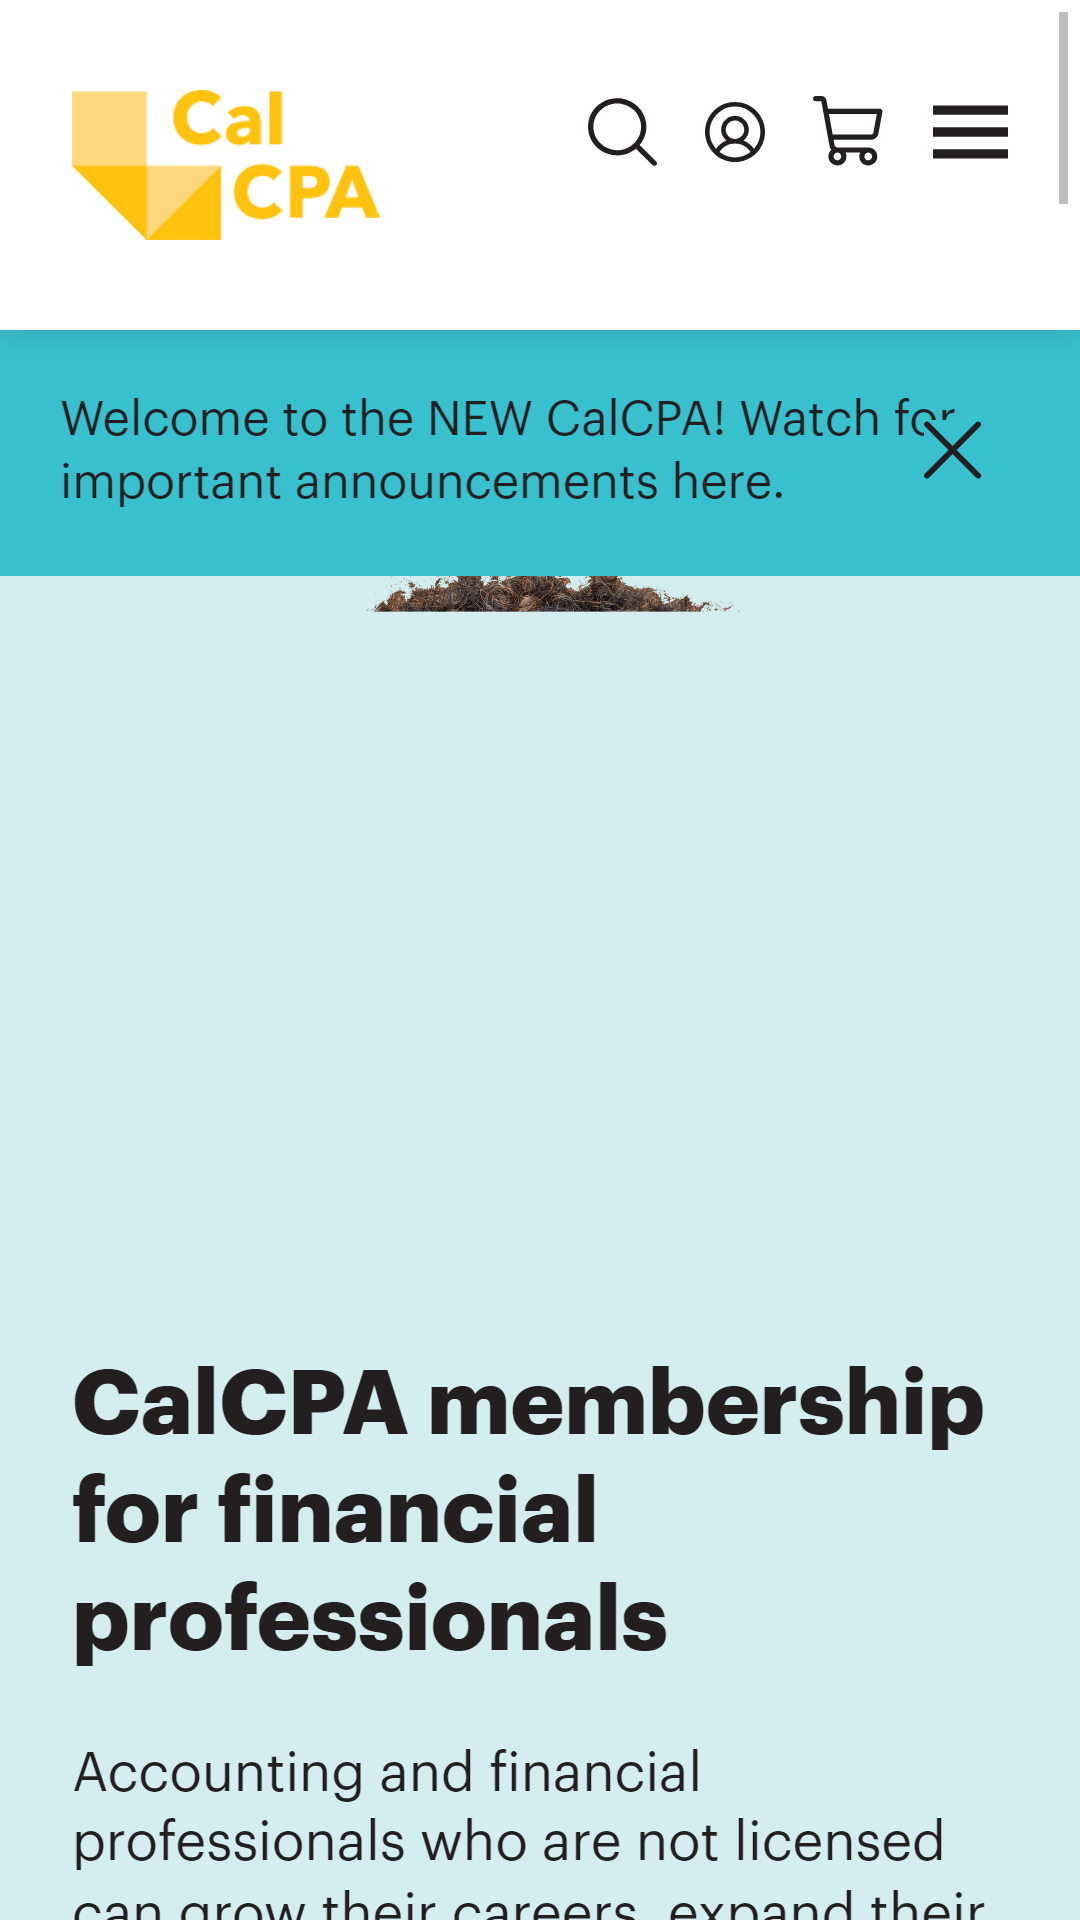 Cal
CPA
Welcome to the NEW CalCPA! Watch for
important announcements here.
CalCPA membership
for financial
professionals
Accounting and financial
professionals who are not licensed
can grow their careers, expand their